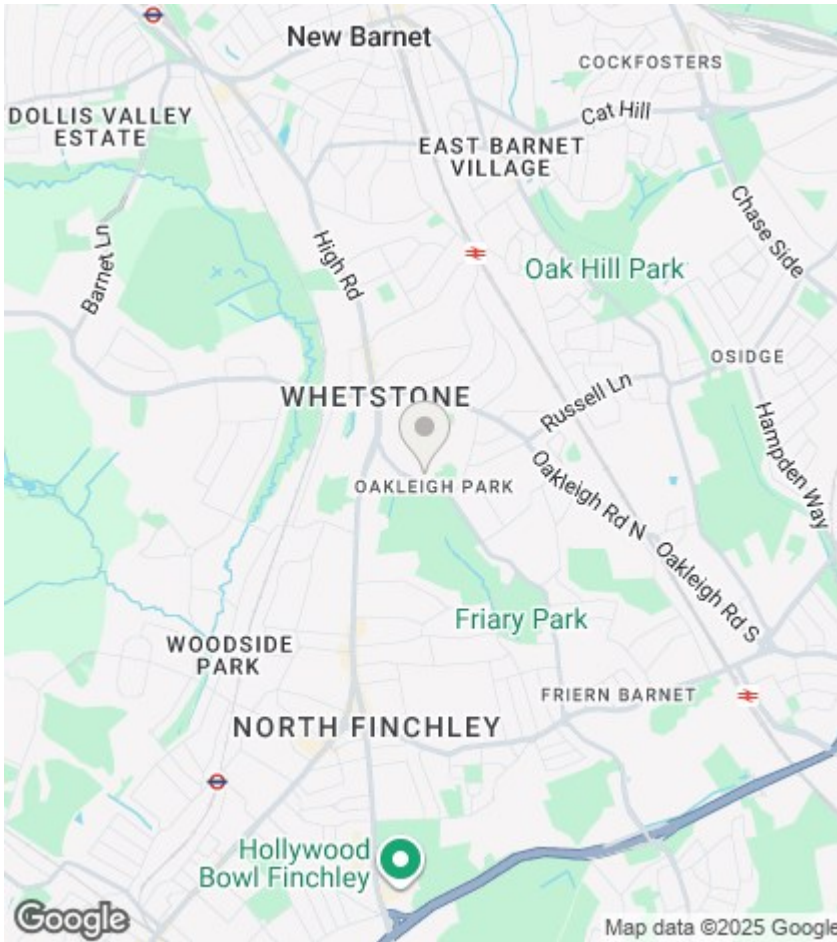 New Barnet
COCKFOSTERS
DOLLIS VALLEY
ESTATE
Cat Hill
EAST BARNET
VILLAGE
Chase Side
Barnet Ln
High Rd
Oak Hill Park
OSIDGE
WHETSTONE
Russell Ln
Hampden Way
OAKLEIGH PARK
Oakleigh Rd N
Oakleigh Rd S
Friary Park
WOODSIDE
PARK
FRIERN BARNET
NORTH FINCHLEY
Hollywood
Bowl Finchley
Google
Map data ©2025 Google